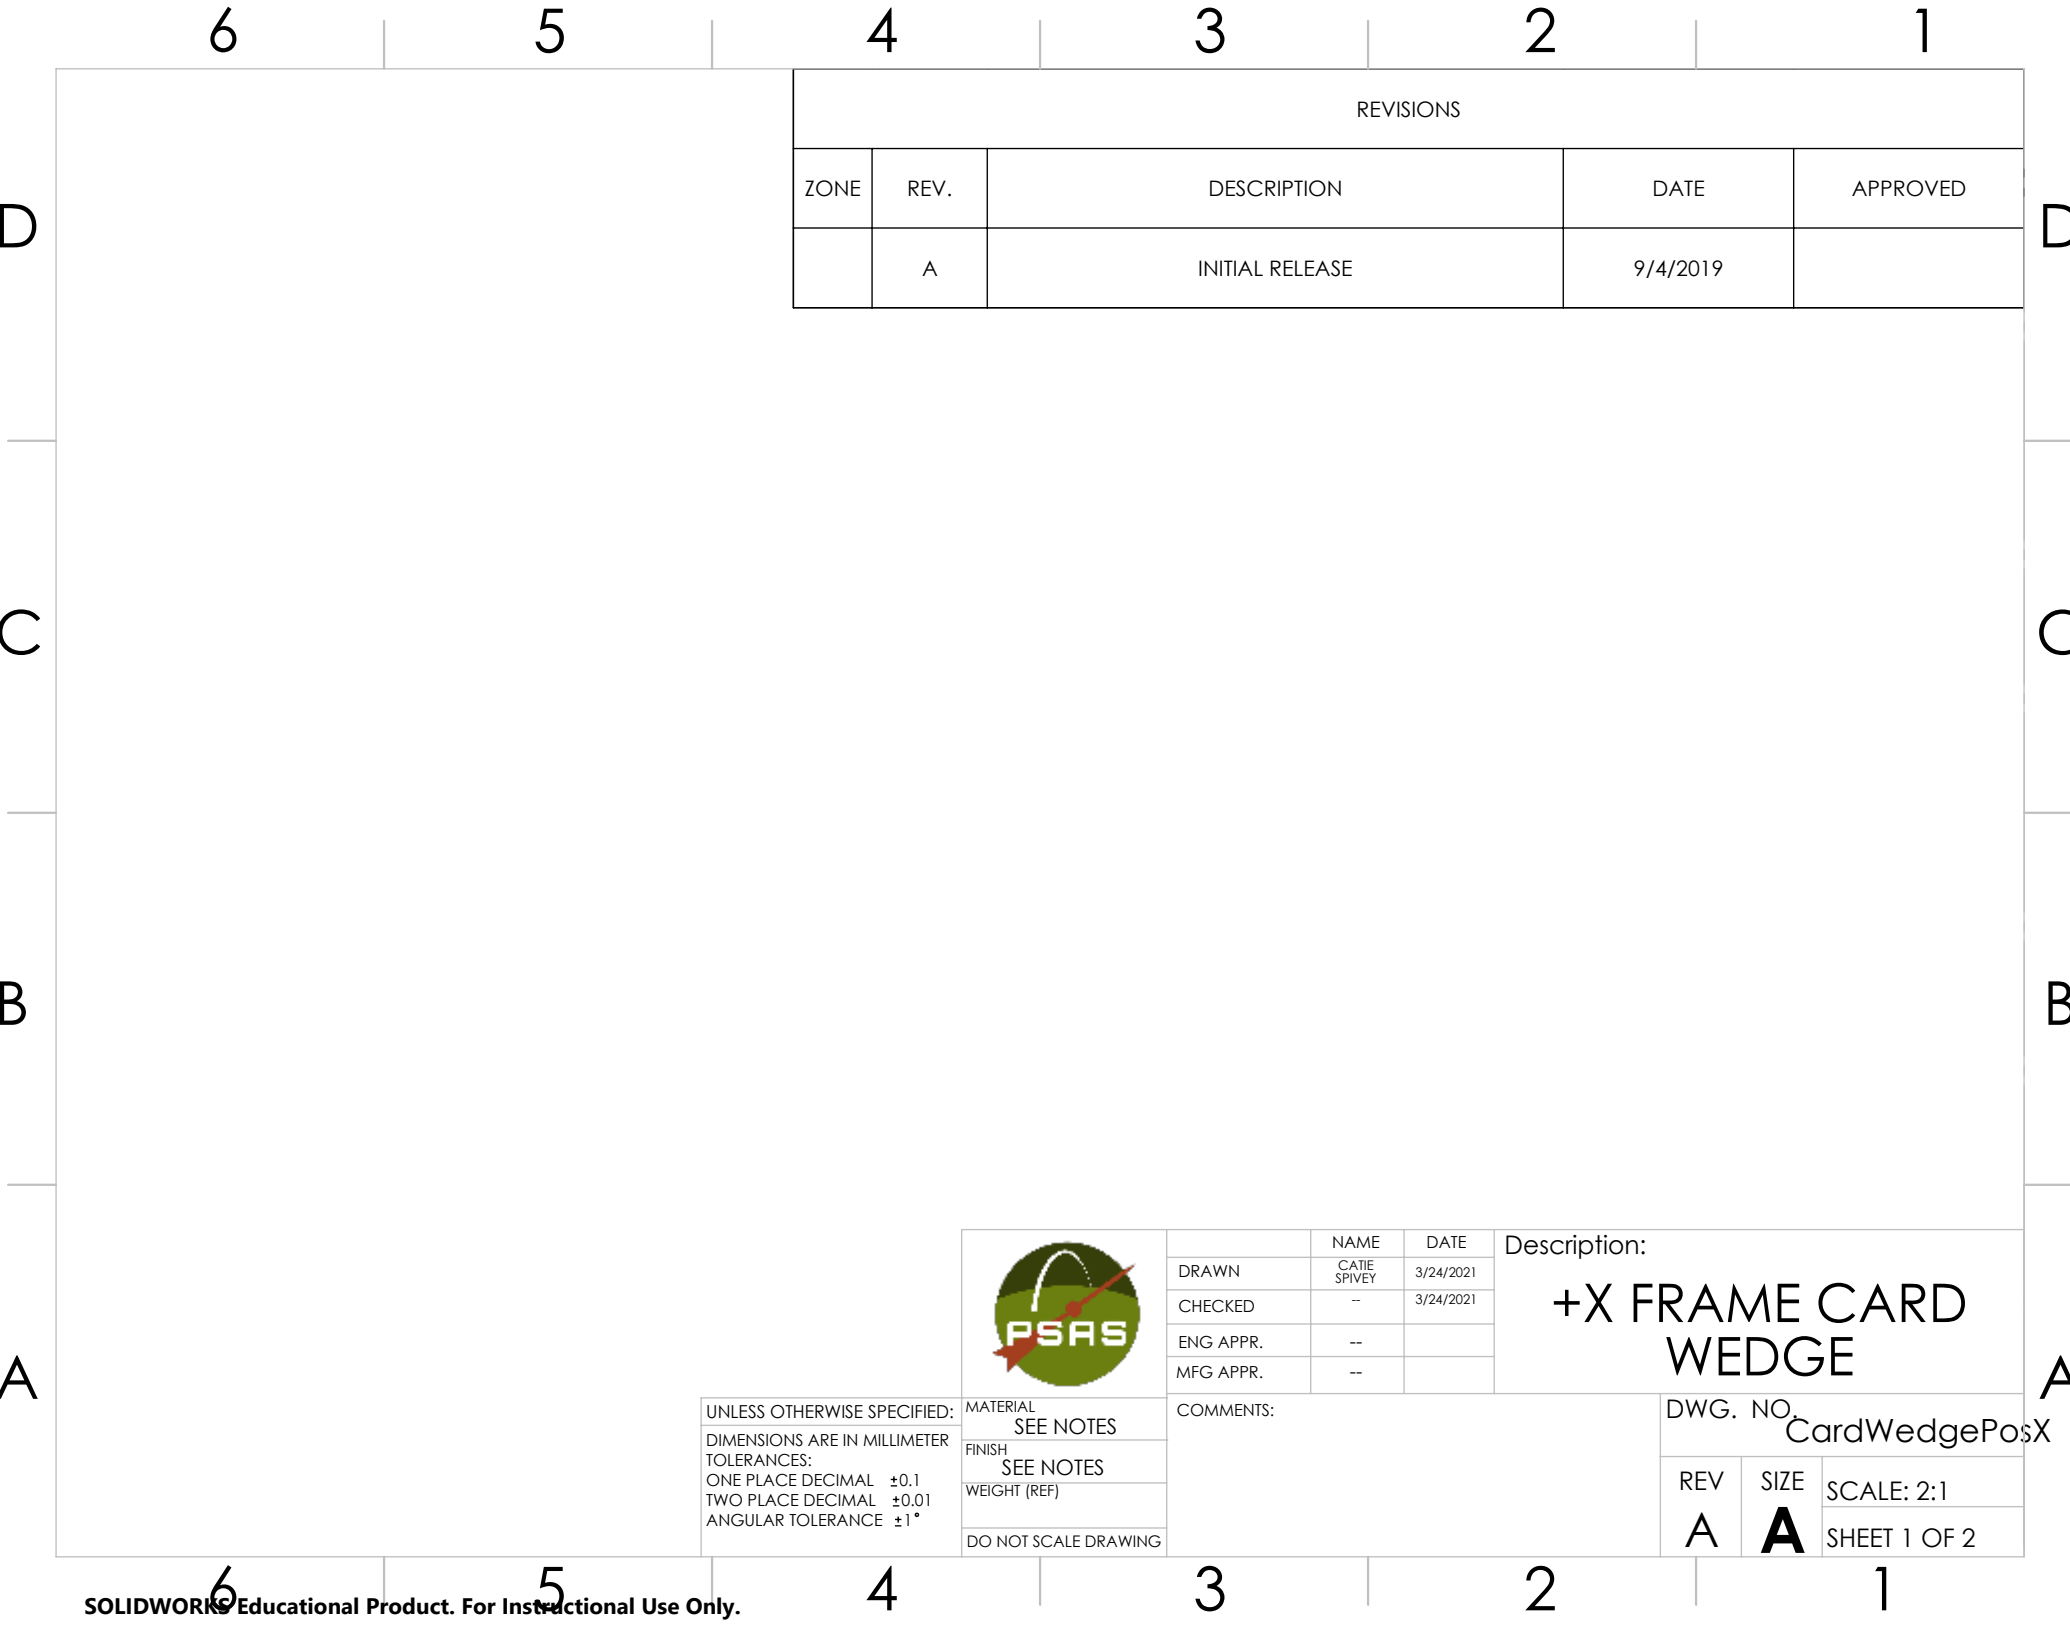 6 5 4 3 2 1
REVISIONS
ZONE REV. DESCRIPTION DATE APPROVED
A INITIAL RELEASE 9/4/2019
D D
C C
B B
A A
PSAS
NAME DATE
DRAWN CATIE SPIVEY 3/24/2021
CHECKED -- 3/24/2021
ENG APPR. --
MFG APPR. --
Description:
+X FRAME CARD
WEDGE
UNLESS OTHERWISE SPECIFIED:
DIMENSIONS ARE IN MILLIMETER
TOLERANCES:
ONE PLACE DECIMAL ±0.1
TWO PLACE DECIMAL ±0.01
ANGULAR TOLERANCE ±1°
MATERIAL
SEE NOTES
FINISH
SEE NOTES
WEIGHT (REF)
DO NOT SCALE DRAWING
COMMENTS:
DWG. NO.
CardWedgePosX
REV
A
SIZE
A
SCALE: 2:1
SHEET 1 OF 2
6 5 4 3 2 1
SOLIDWORKS Educational Product. For Instructional Use Only.